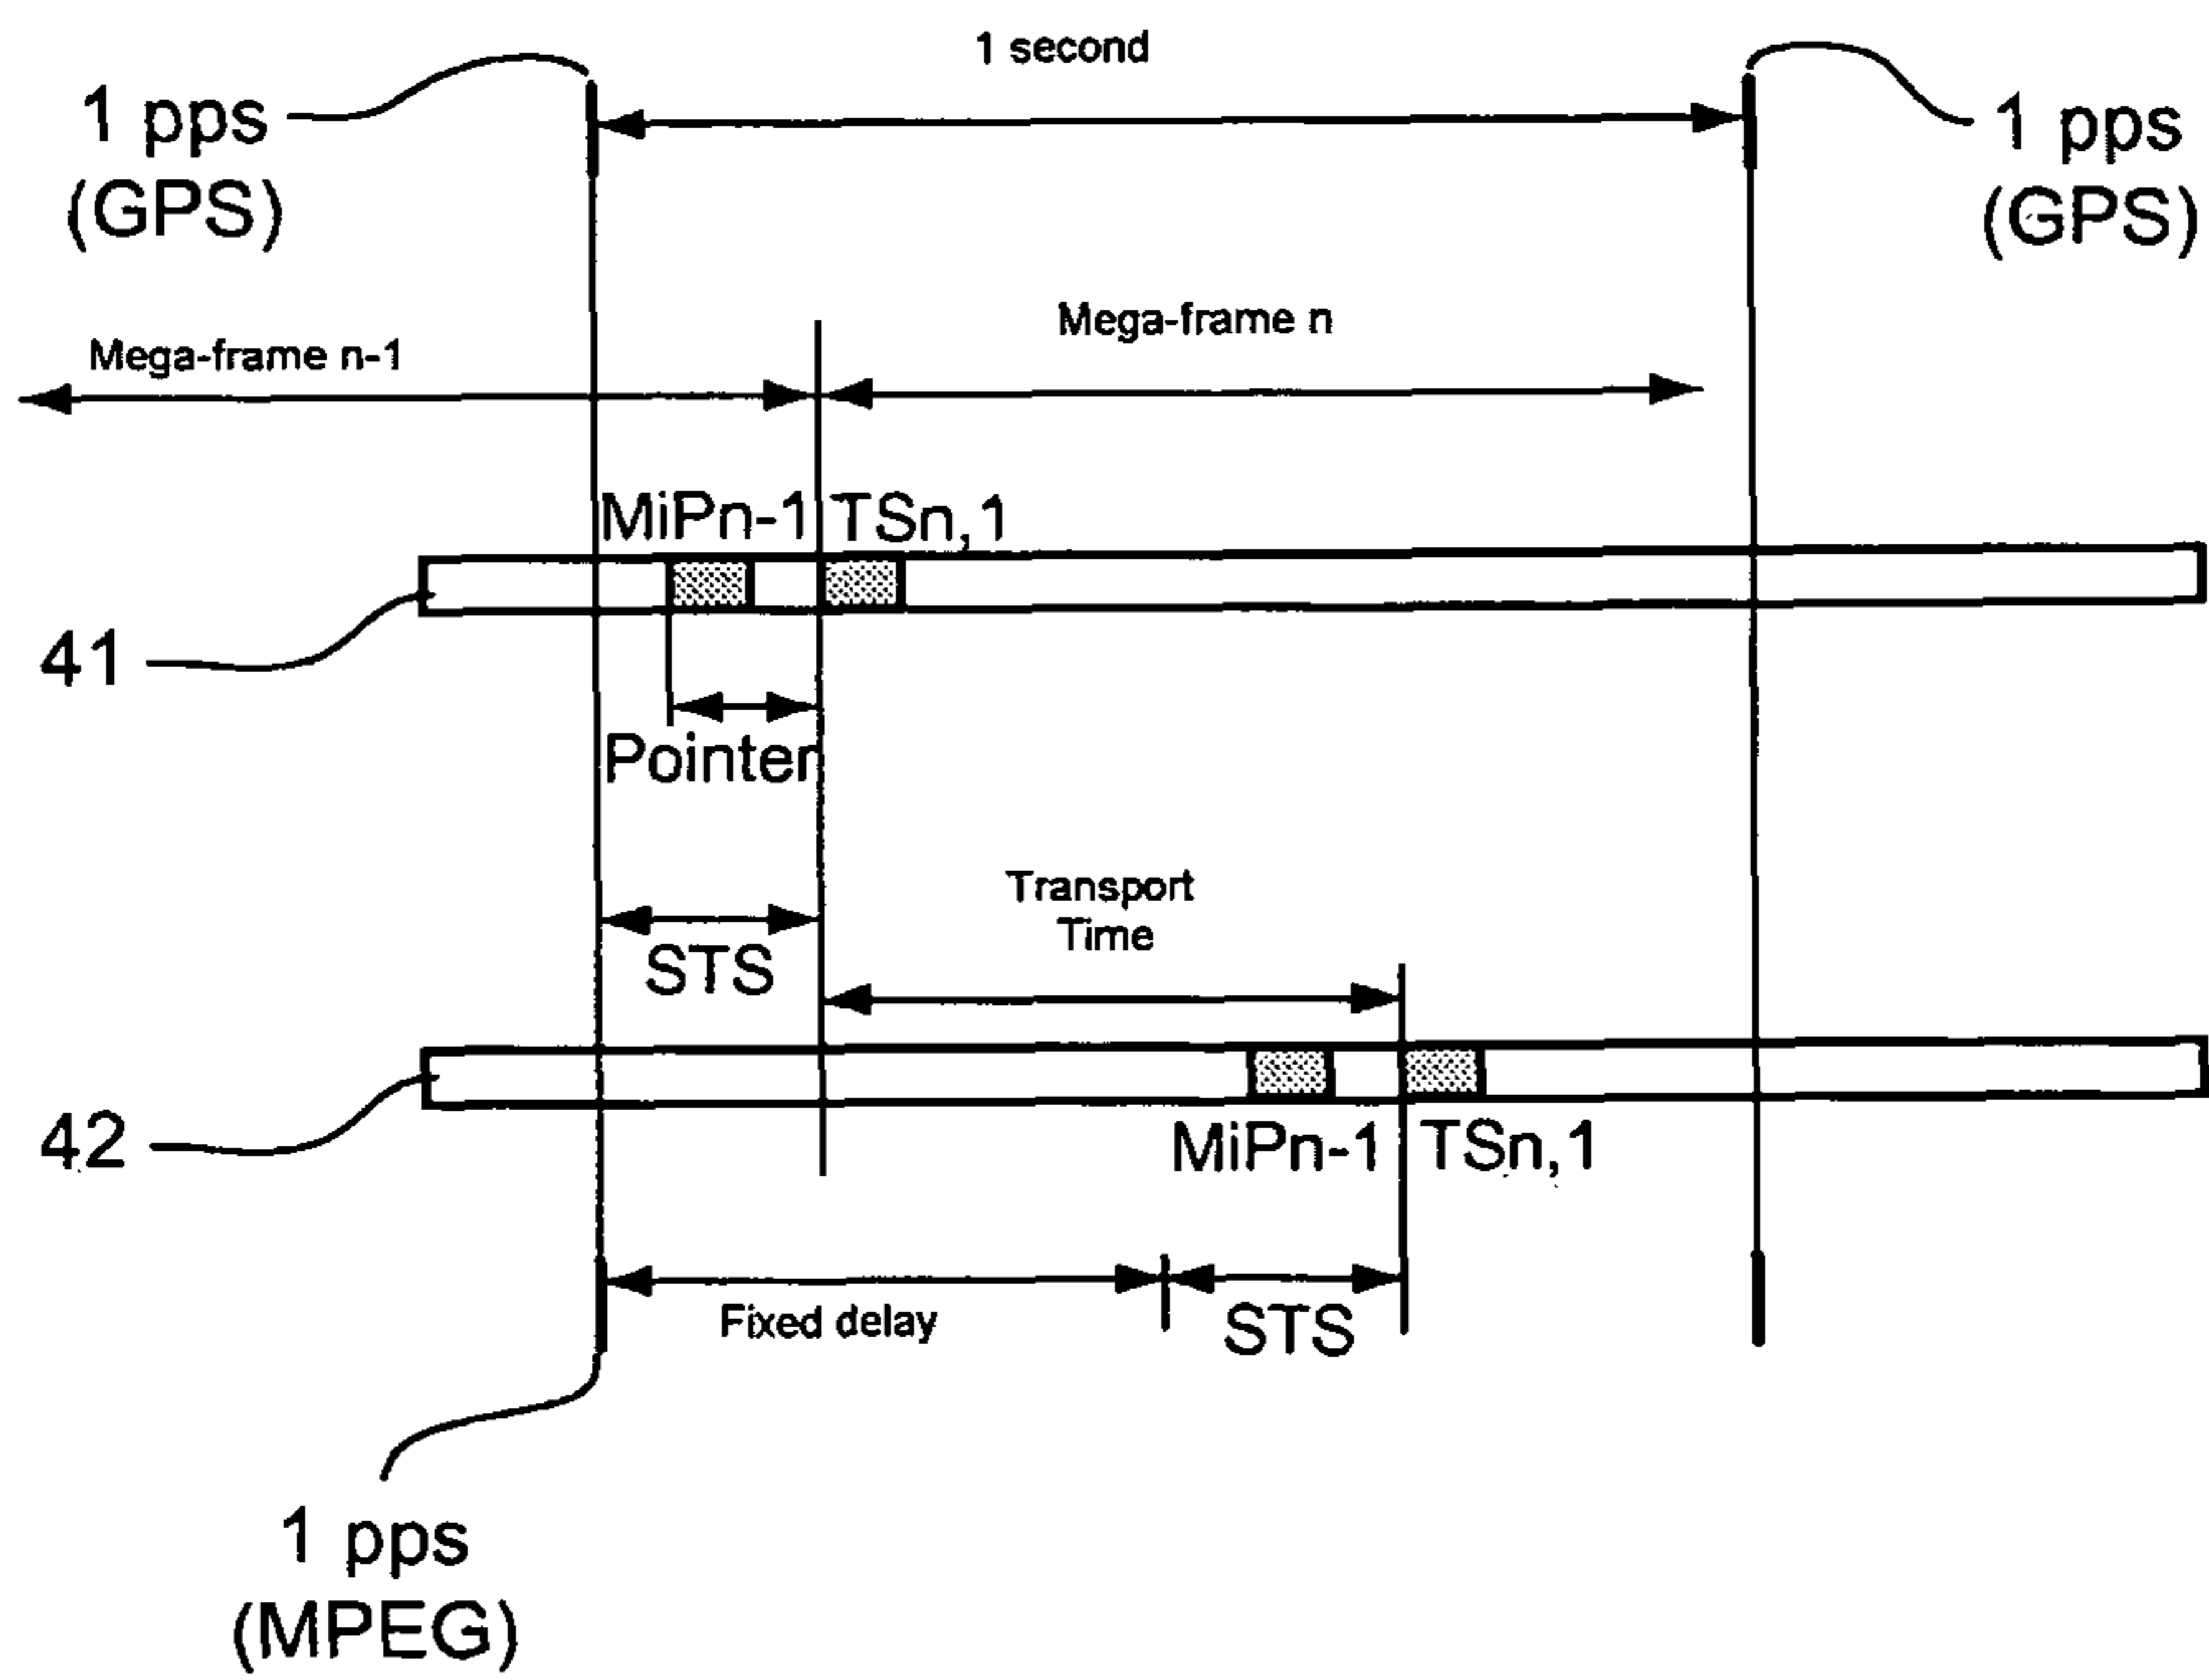 1 second
1 pps
(GPS)
1 pps
(GPS)
Mega-frame n-1
Mega-frame n
MiPn-1
TSn,1
41
Pointer
Transport
Time
STS
42
MiPn-1
TSn,1
Fixed delay
STS
1 pps
(MPEG)